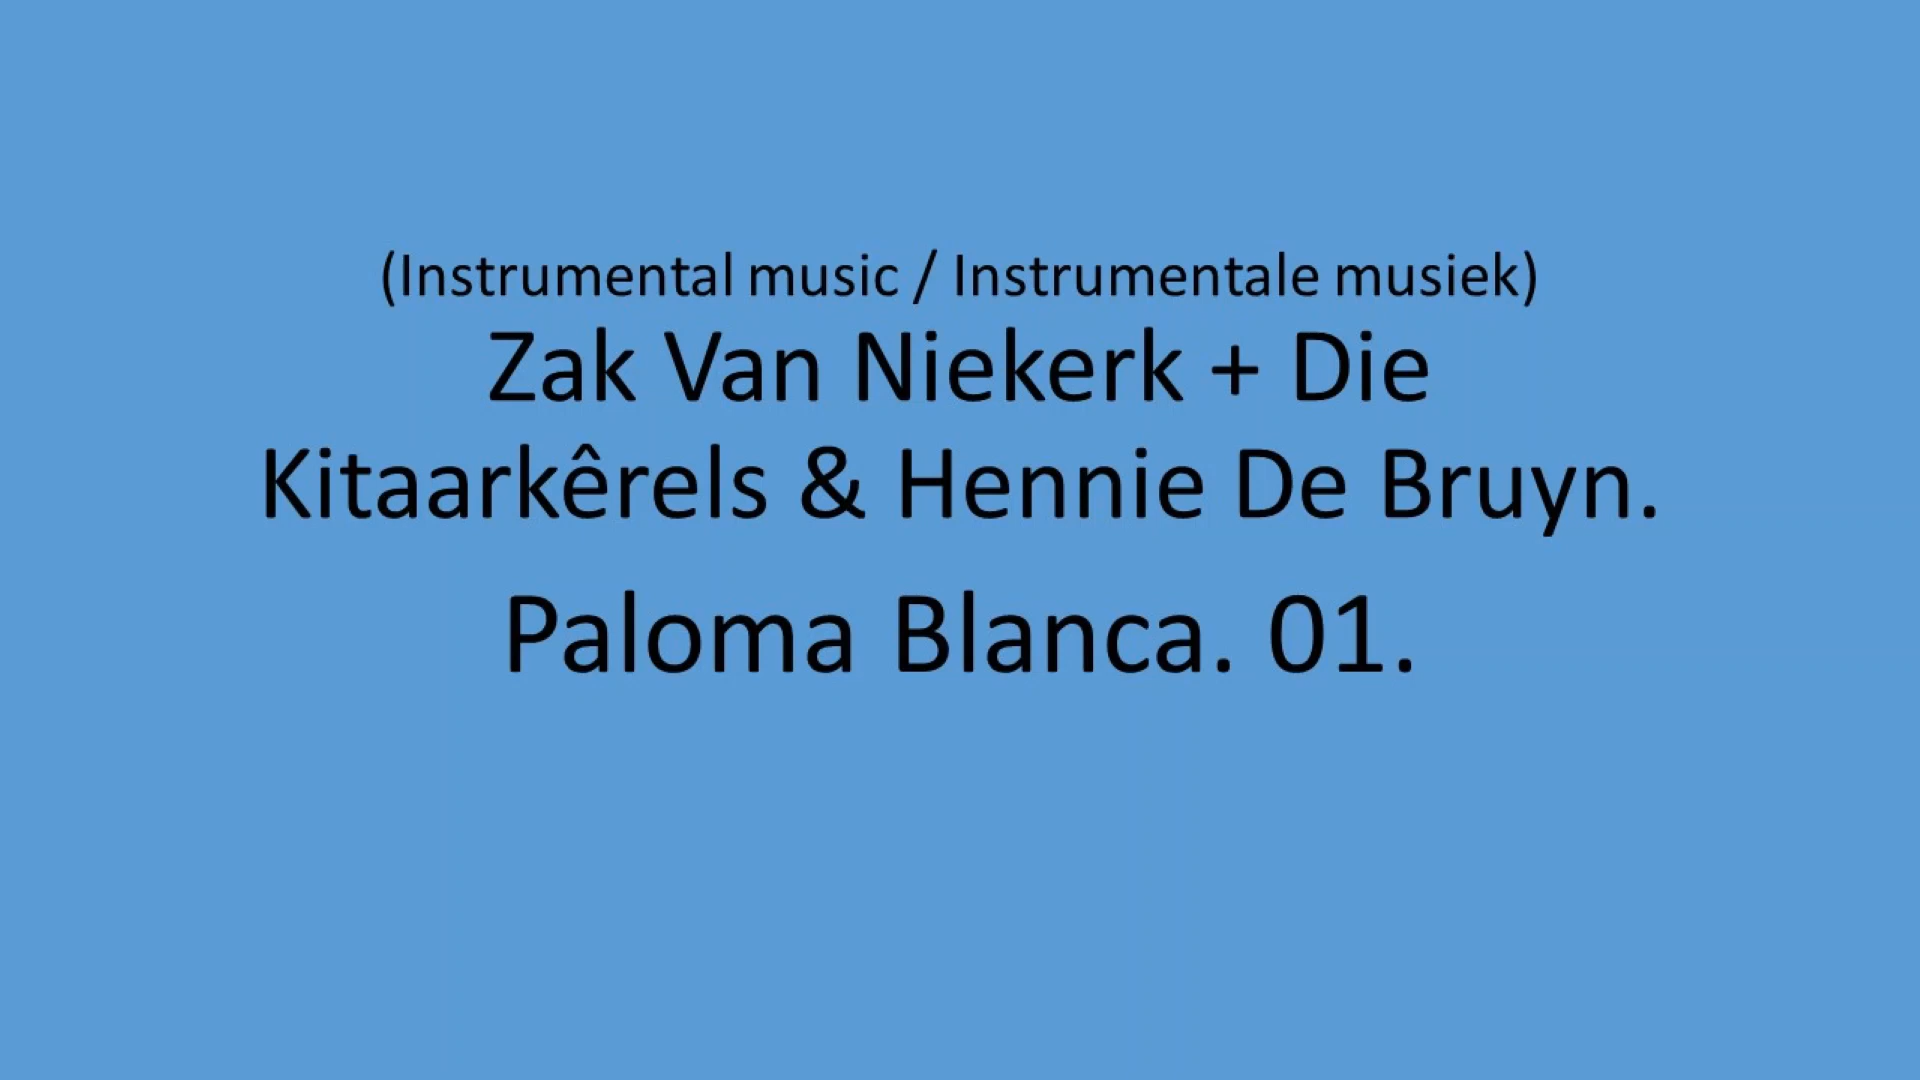 (Instrumental music / Instrumentale musiek)
Zak Van Niekerk + Die
Kitaarkêrels & Hennie De Bruyn.
Paloma Blanca. 01.